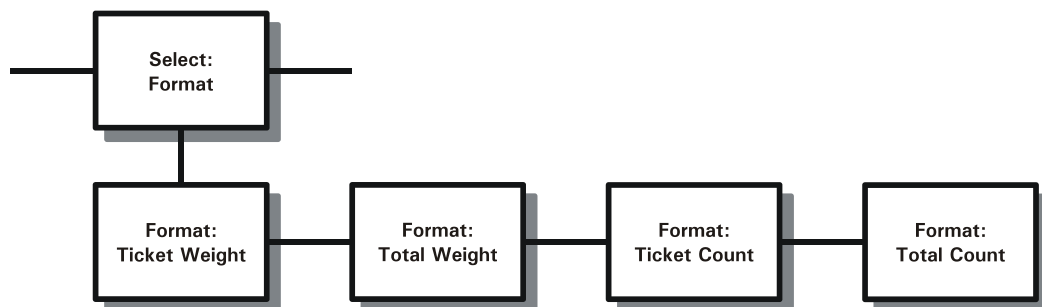 Select:
Format
Format:
Ticket Weight
Format:
Total Weight
Format:
Ticket Count
Format:
Total Count